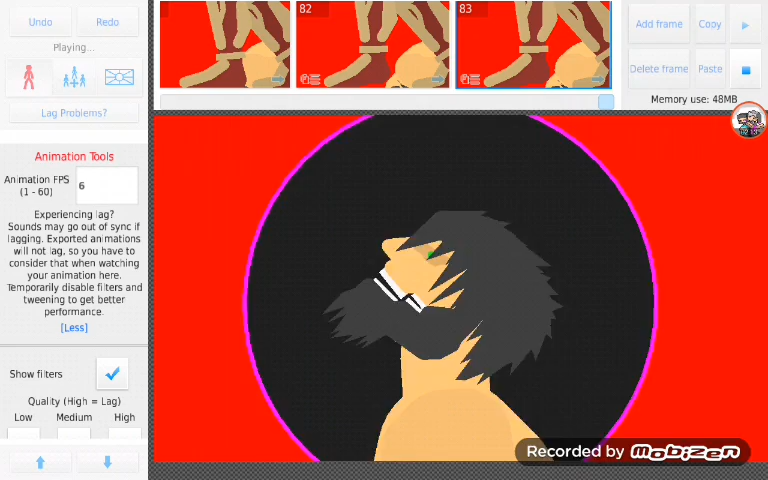 Undo
Redo
Playing...
Lag Problems?
Animation Tools
Animation FPS
(1 - 60)
6
Experiencing lag?
Sounds may go out of sync if
lagging. Exported animations
will not lag, so you have to
consider that when watching
your animation here.
Temporarily disable filters and
tweening to get better
performance.
[Less]
Show filters
Quality (High = Lag)
Low
Medium
High
82
83
Add frame
Copy
Delete frame
Paste
Memory use: 48MB
Recorded by Mobizen